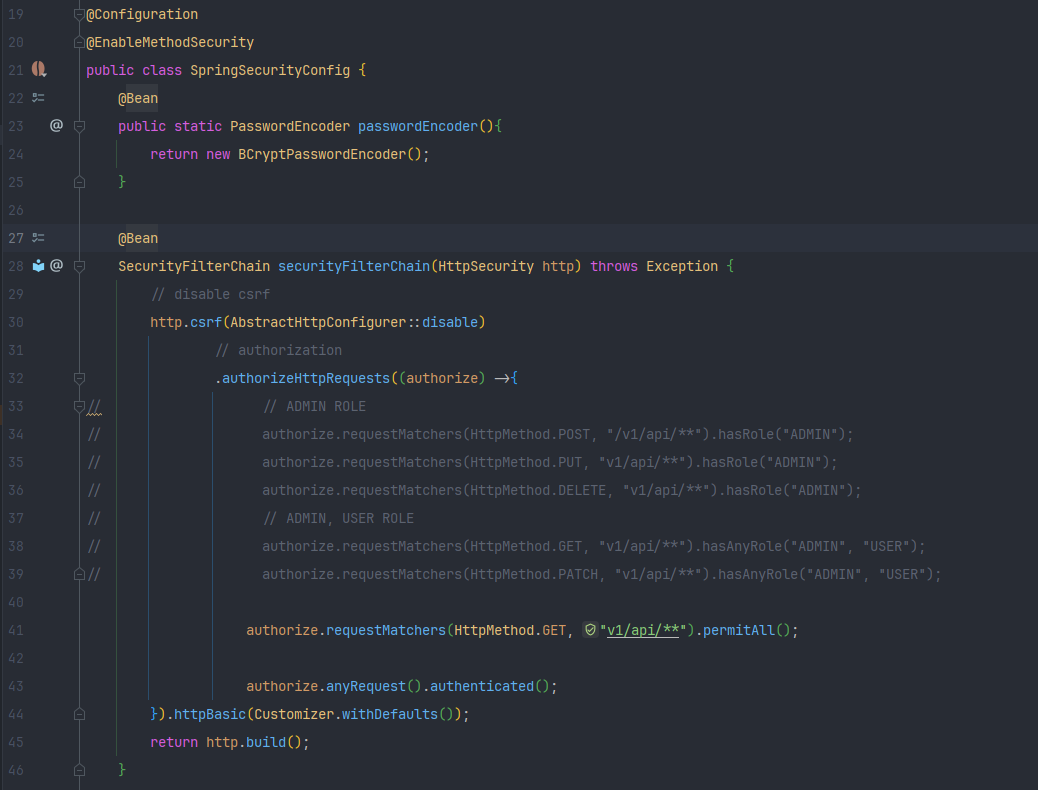 19 @Configuration
20 @EnableMethodSecurity
21 public class SpringSecurityConfig {
22 @Bean
23 @ public static PasswordEncoder passwordEncoder(){
24 return new BCryptPasswordEncoder();
25 }
26
27 @Bean
28 @ SecurityFilterChain securityFilterChain(HttpSecurity http) throws Exception {
29 // disable csrf
30 http.csrf(AbstractHttpConfigurer::disable)
31 // authorization
32 .authorizeHttpRequests((authorize) ->{
33 // // ADMIN ROLE
34 // authorize.requestMatchers(HttpMethod.POST, "/v1/api/**").hasRole("ADMIN");
35 // authorize.requestMatchers(HttpMethod.PUT, "v1/api/**").hasRole("ADMIN");
36 // authorize.requestMatchers(HttpMethod.DELETE, "v1/api/**").hasRole("ADMIN");
37 // // ADMIN, USER ROLE
38 // authorize.requestMatchers(HttpMethod.GET, "v1/api/**").hasAnyRole("ADMIN", "USER");
39 // authorize.requestMatchers(HttpMethod.PATCH, "v1/api/**").hasAnyRole("ADMIN", "USER");
40
41 authorize.requestMatchers(HttpMethod.GET, "v1/api/**").permitAll();
42
43 authorize.anyRequest().authenticated();
44 }).httpBasic(Customizer.withDefaults());
45 return http.build();
46 }